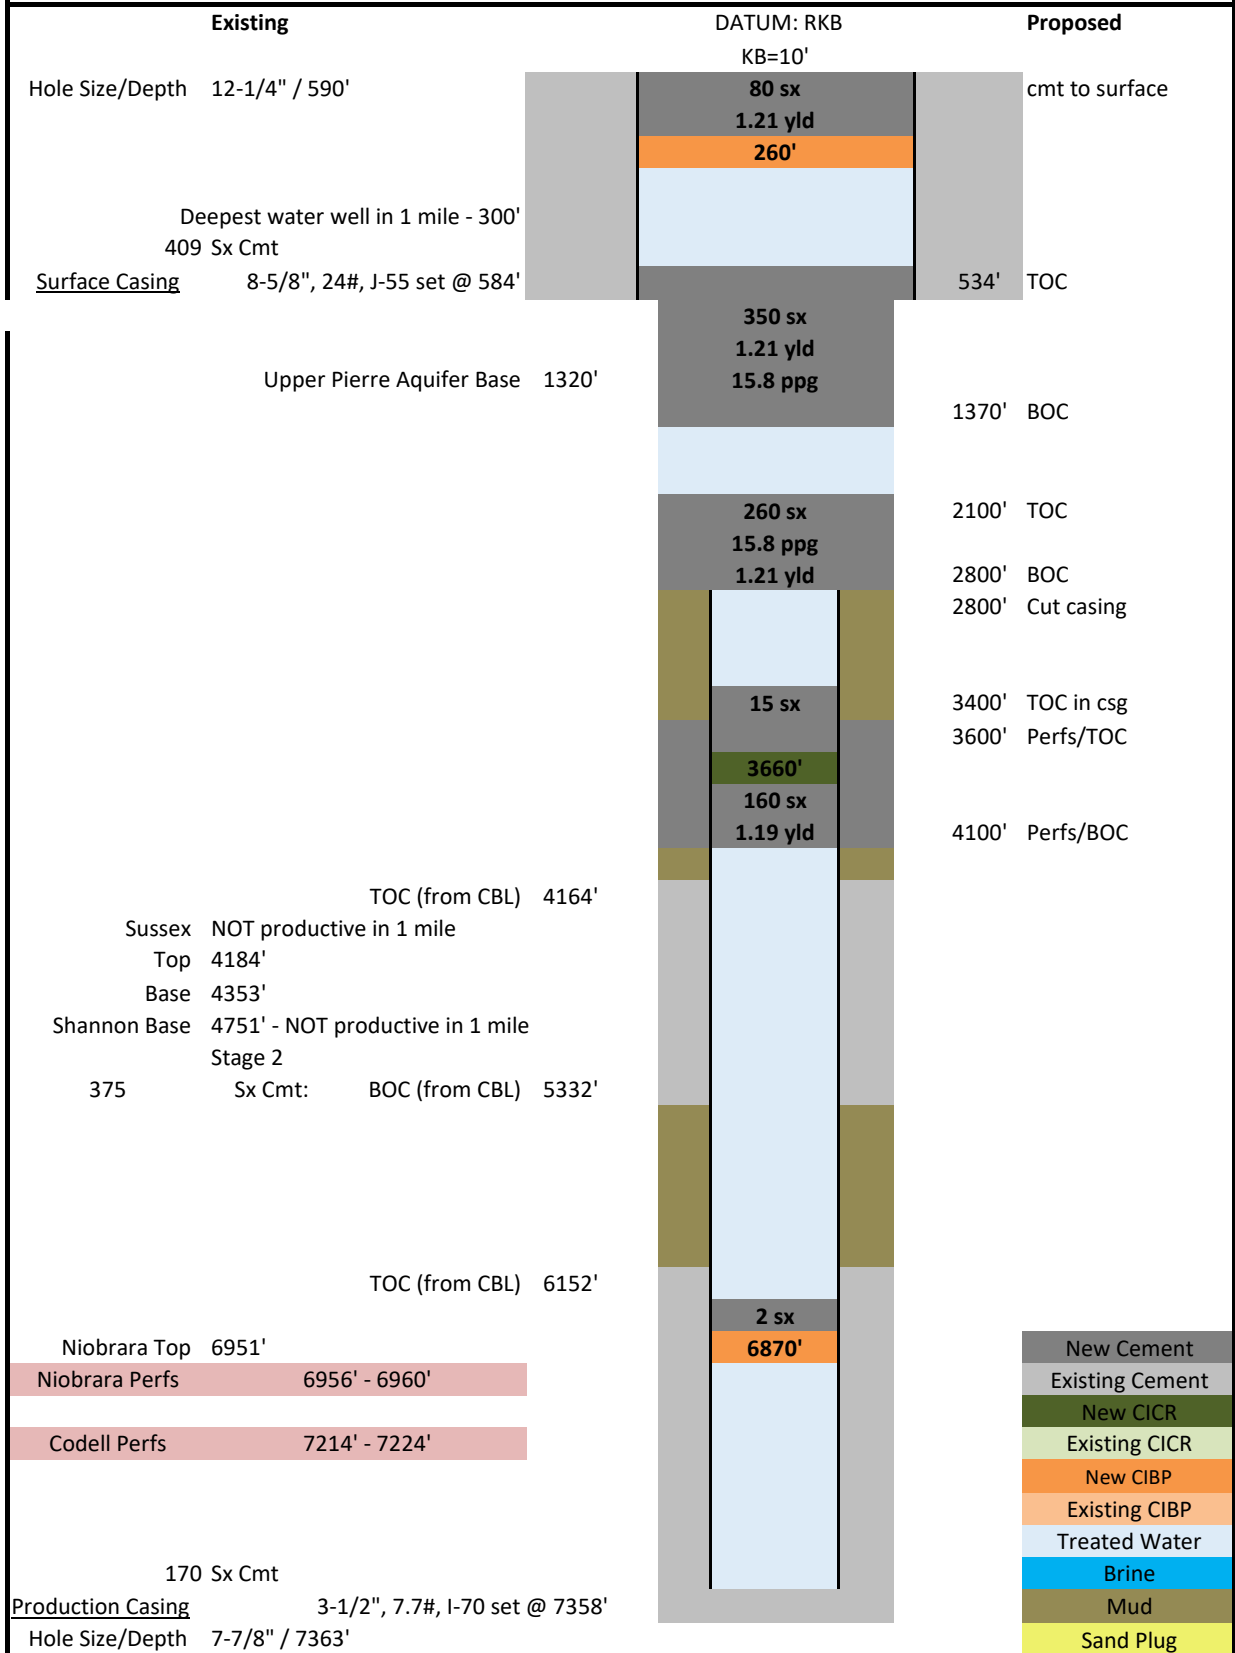 Existing DATUM: RKB Proposed
KB=10'
Hole Size/Depth 12-1/4" / 590' 80 sx cmt to surface
1.21 yld
260'
Deepest water well in 1 mile - 300'
409 Sx Cmt
Surface Casing 8-5/8", 24#, J-55 set @ 584' 534' TOC
350 sx
1.21 yld
Upper Pierre Aquifer Base 1320' 15.8 ppg
1370' BOC
260 sx 2100' TOC
15.8 ppg
1.21 yld 2800' BOC
2800' Cut casing
15 sx 3400' TOC in csg
3600' Perfs/TOC
3660'
160 sx
1.19 yld 4100' Perfs/BOC
TOC (from CBL) 4164'
Sussex NOT productive in 1 mile
Top 4184'
Base 4353'
Shannon Base 4751' - NOT productive in 1 mile
Stage 2
375 Sx Cmt: BOC (from CBL) 5332'
TOC (from CBL) 6152'
2 sx
Niobrara Top 6951' 6870' New Cement
Niobrara Perfs 6956' - 6960' Existing Cement
New CICR
Codell Perfs 7214' - 7224' Existing CICR
New CIBP
Existing CIBP
Treated Water
170 Sx Cmt Brine
Production Casing 3-1/2", 7.7#, I-70 set @ 7358' Mud
Hole Size/Depth 7-7/8" / 7363' Sand Plug